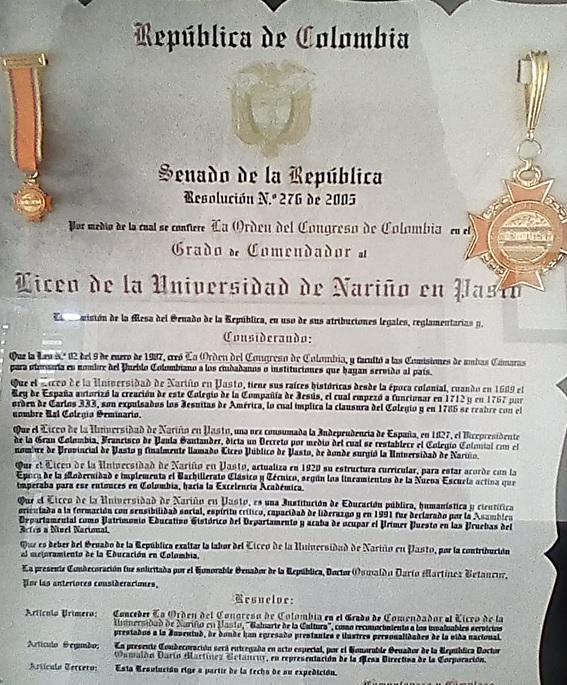 República de Colombia
Senado de la República
Resolución N.º 276 de 2005
Por medio de la cual se confiere La Orden del Congreso de Colombia en el
Grado de Comendador al
Liceo de la Universidad de Nariño en Pasto
misión de la Mesa del Senado de la República, en uso de sus atribuciones legales, reglamentarias y,
Considerando:
Que la Ley N.º 02 del 9 de enero de 1987, creó La Orden del Congreso de Colombia, y facultó a las Comisiones de ambas Cámaras
para otorgarla en nombre del Pueblo Colombiano a los ciudadanos o instituciones que hayan servido al país.
Que el Liceo de la Universidad de Nariño en Pasto, tiene sus raíces históricas desde la época colonial, cuando en 1689 el
Rey de España autorizó la creación de este Colegio de la Compañía de Jesús, el cual empezó a funcionar en 1712 y en 1767 por
orden de Carlos III, son expulsados los Jesuitas de América, lo cual implica la clausura del Colegio y en 1786 se reabre con el
nombre Ral Colegio Seminario.
Que el Liceo de la Universidad de Nariño en Pasto, una vez consumada la Independencia de España, en 1827, el Vicepresidente
de la Gran Colombia, Francisco de Paula Santander, dicta un Decreto por medio del cual se restablece el Colegio Colonial con el
nombre de Provincial de Pasto y finalmente llamado Liceo Público de Pasto, de donde surgió la Universidad de Nariño.
Que el Liceo de la Universidad de Nariño en Pasto, actualiza en 1920 su estructura curricular, para estar acorde con la
Época de la Modernidad e implementa el Bachillerato Clásico y Técnico, según los lineamientos de la Nueva Escuela activa que
imperaba para ese entonces en Colombia, hacia la Excelencia Académica.
Que el Liceo de la Universidad de Nariño en Pasto, es una Institución de Educación pública, humanística y científica
orientada a la formación con sensibilidad social, espíritu crítico, capacidad de liderazgo y en 1991 fue declarado por la Asamblea
Departamental como Patrimonio Educativo Histórico del Departamento y acaba de ocupar el Primer Puesto en las Pruebas del
Icfes a Nivel Nacional.
Que es deber del Senado de la República exaltar la labor del Liceo de la Universidad de Nariño en Pasto, por la contribución
al mejoramiento de la Educación en Colombia.
La presente Condecoración fue solicitada por el Honorable Senador de la República, Doctor Oswaldo Darío Martínez Betancur,
Por las anteriores consideraciones,
Resuelve:
Artículo Primero: Conceder La Orden del Congreso de Colombia en el Grado de Comendador al Liceo de la
Universidad de Nariño en Pasto, "Baluarte de la Cultura", como reconocimiento a los invaluables servicios
prestados a la Juventud, de donde han egresado prestantes e ilustres personalidades de la vida nacional.
Artículo Segundo: La presente Condecoración será entregada en acto especial, por el Honorable Senador de la República Doctor
Oswaldo Darío Martínez Betancur, en representación de la Mesa Directiva de la Corporación.
Artículo Tercero: Esta Resolución rige a partir de la fecha de su expedición.